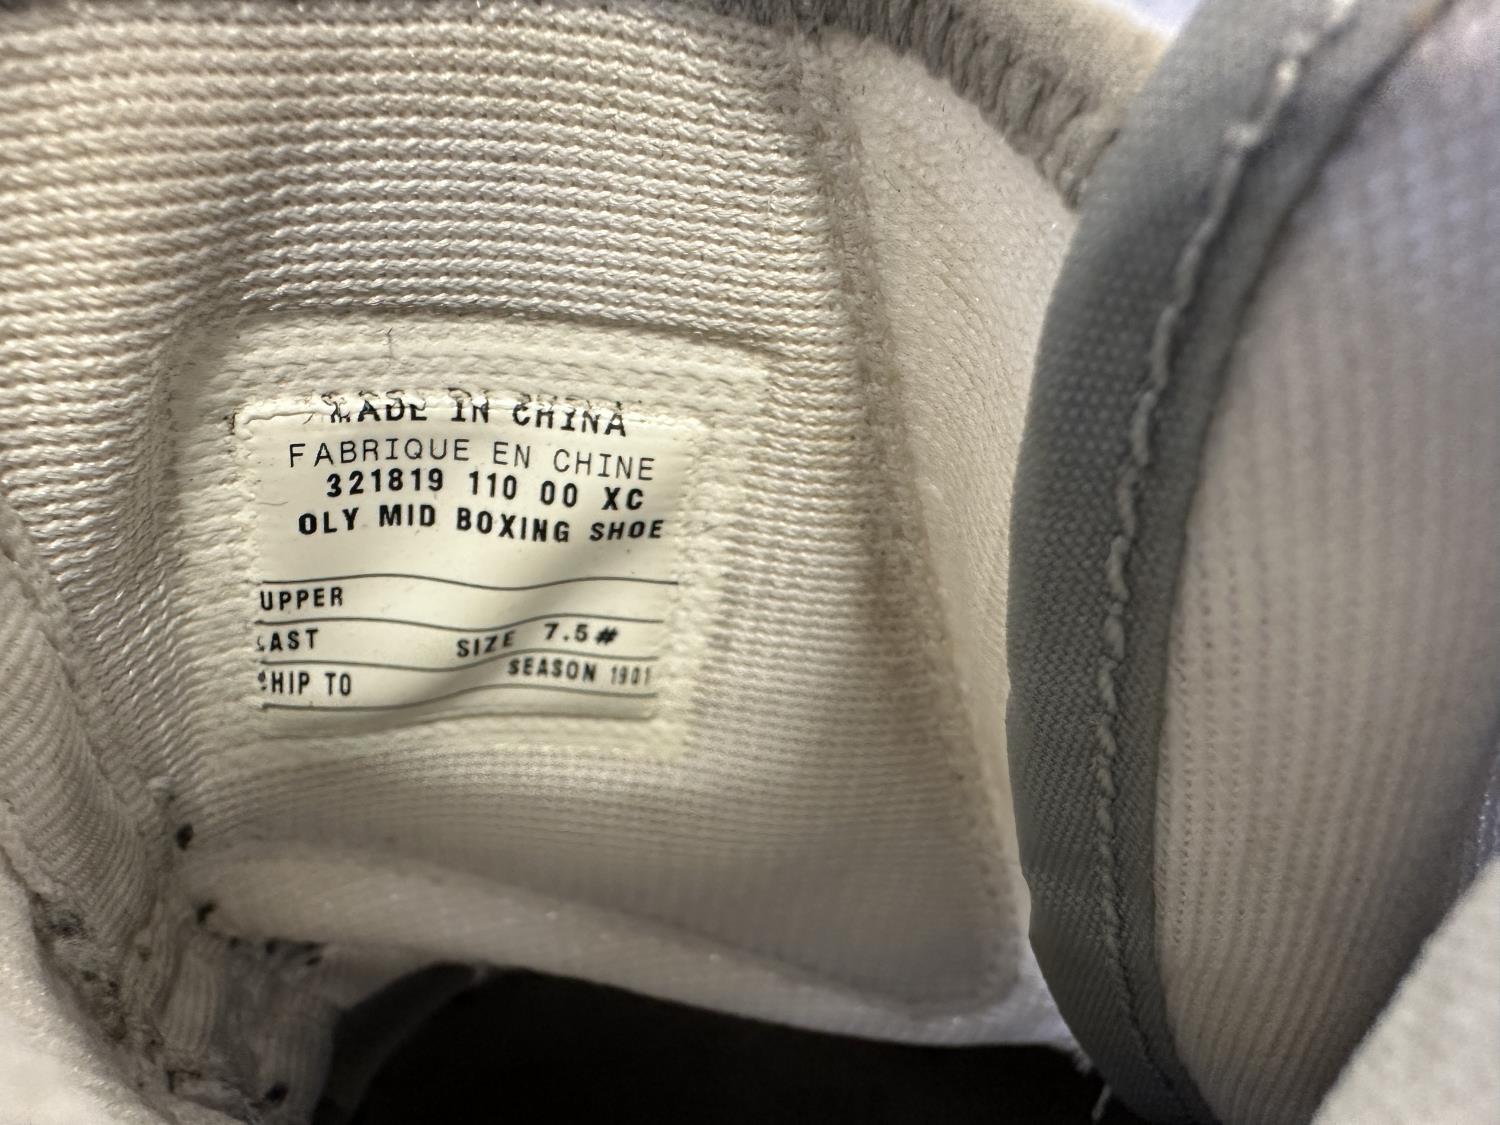 MADE IN CHINA
FABRIQUE EN CHINE
321819 110 00 XC
OLY MID BOXING SHOE
UPPER
LAST SIZE 7.5#
SHIP TO SEASON 1901